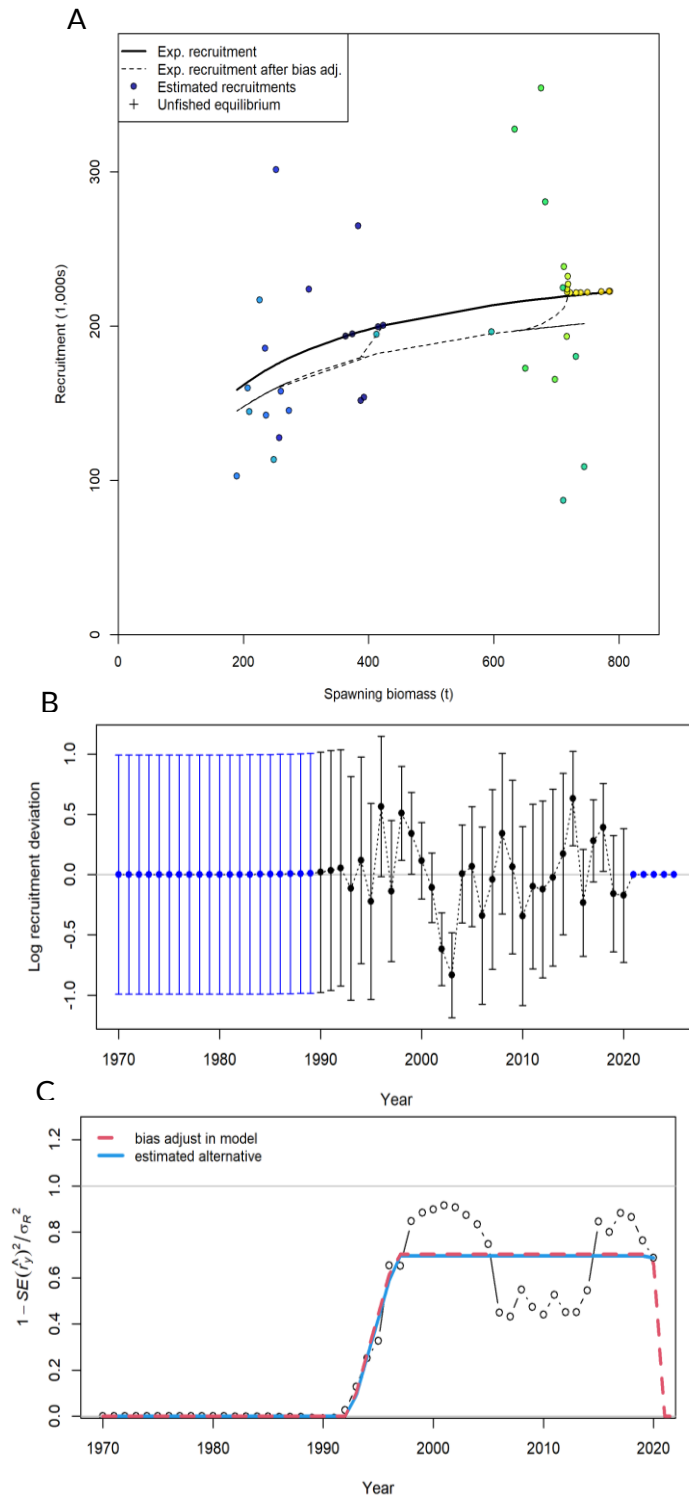 A
Exp. recruitment
Exp. recruitment after bias adj.
Estimated recruitments
Unfished equilibrium
Recruitment (1,000s)
300
200
100
0
0 200 400 600 800
Spawning biomass (t)
B
Log recruitment deviation
1.0
0.5
0.0
-0.5
-1.0
1970 1980 1990 2000 2010 2020
Year
C
bias adjust in model
estimated alternative
1 − SE(r̂y)²/σR²
1.2
1.0
0.8
0.6
0.4
0.2
0.0
1970 1980 1990 2000 2010 2020
Year